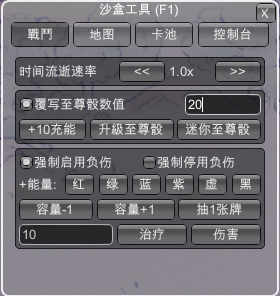 沙盒工具 (F1) X
戰鬥 地图 卡池 控制台
时间流逝速率 << 1.0x >>
覆写至尊骰数值 20
+10充能 升級至尊骰 迷你至尊骰
强制启用负伤 强制停用负伤
+能量: 红 绿 蓝 紫 虚 黑
容量-1 容量+1 抽1张牌
10 治疗 伤害